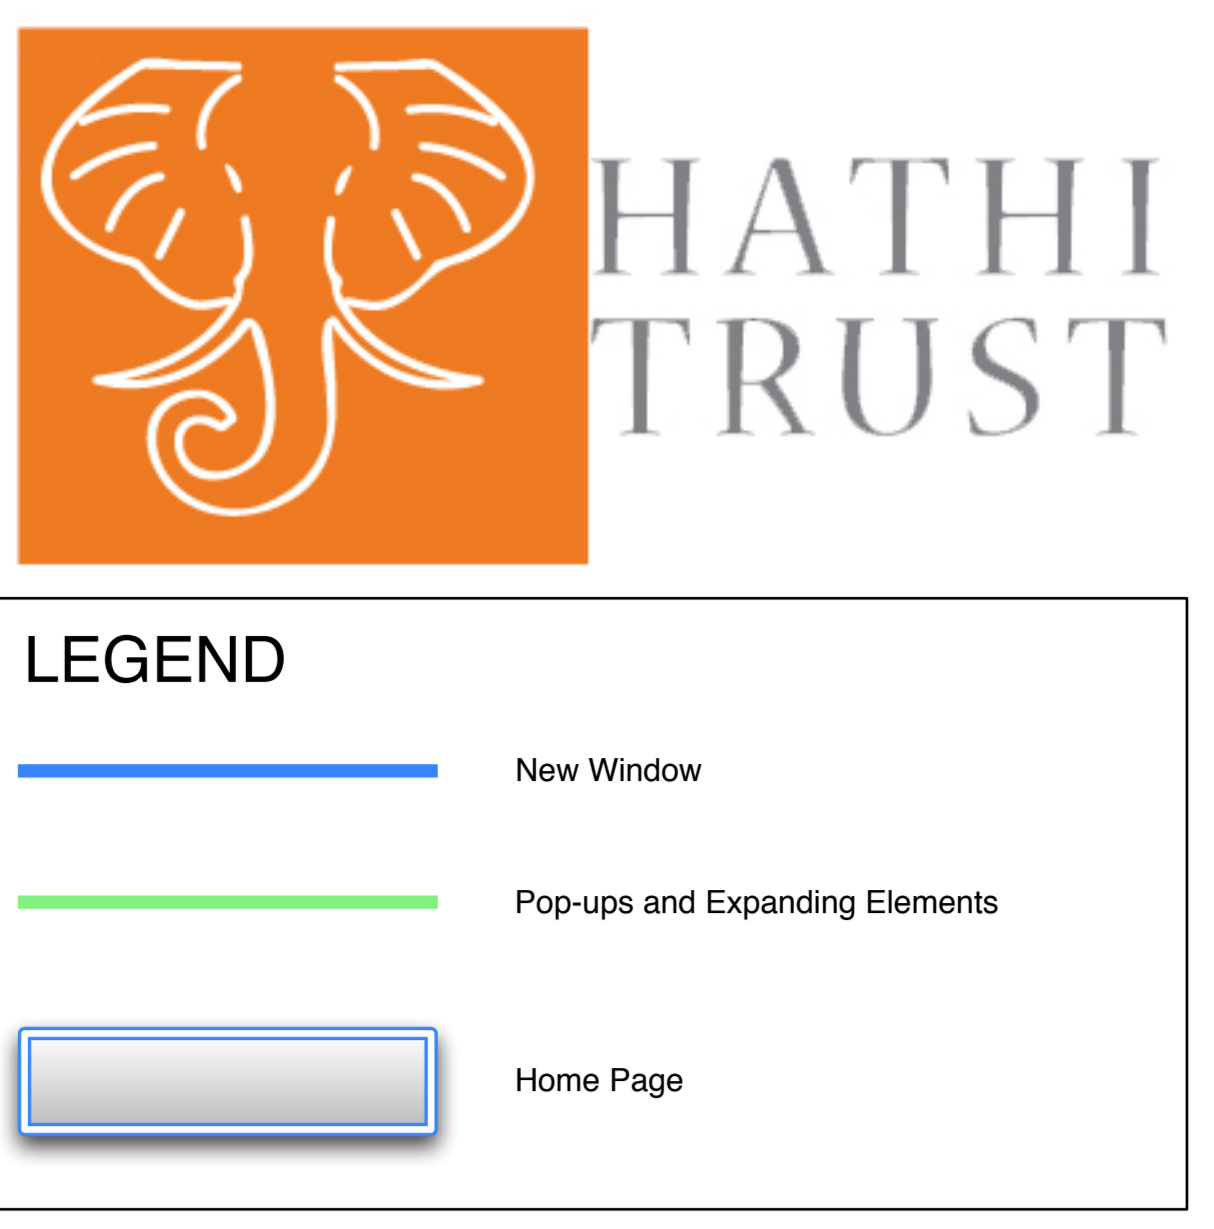 HATHI
TRUST
LEGEND
New Window
Pop-ups and Expanding Elements
Home Page